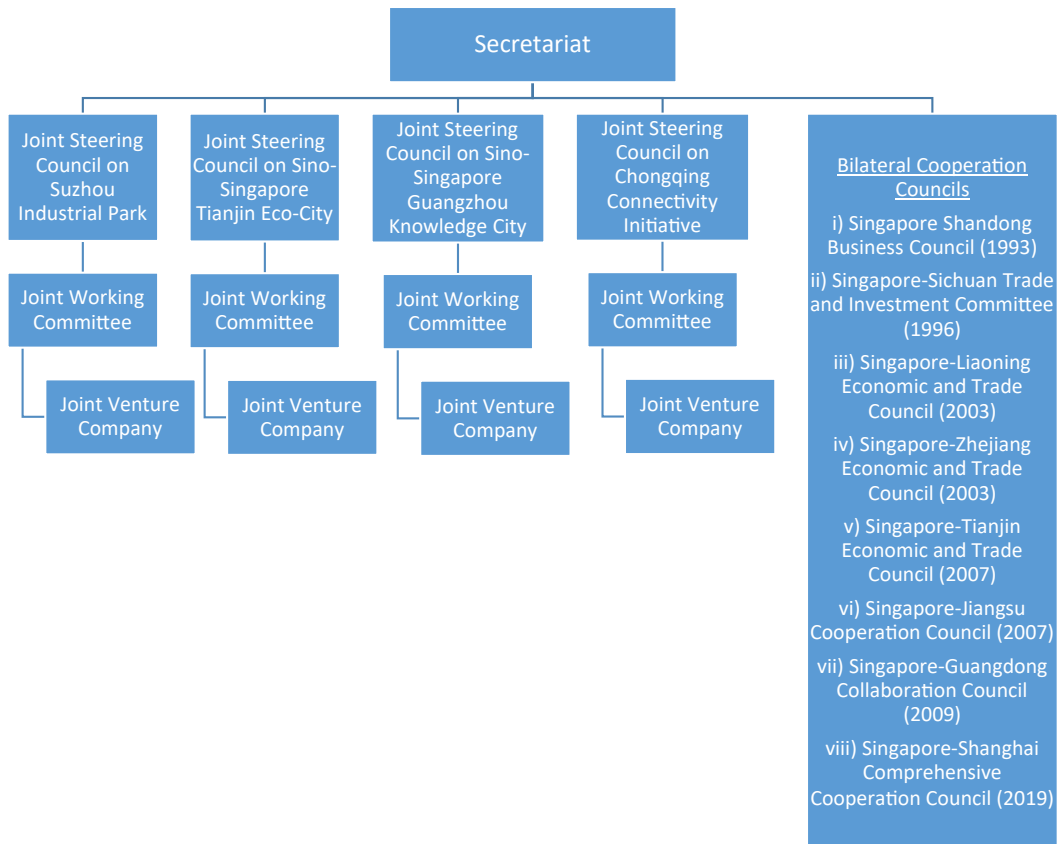 Secretariat
Joint Steering
Council on
Suzhou
Industrial Park
Joint Steering
Council on Sino-
Singapore
Tianjin Eco-City
Joint Steering
Council on Sino-
Singapore
Guangzhou
Knowledge City
Joint Steering
Council on
Chongqing
Connectivity
Initiative
Joint Working
Committee
Joint Working
Committee
Joint Working
Committee
Joint Working
Committee
Joint Venture
Company
Joint Venture
Company
Joint Venture
Company
Joint Venture
Company
Bilateral Cooperation
Councils
i) Singapore Shandong
Business Council (1993)
ii) Singapore-Sichuan Trade
and Investment Committee
(1996)
iii) Singapore-Liaoning
Economic and Trade
Council (2003)
iv) Singapore-Zhejiang
Economic and Trade
Council (2003)
v) Singapore-Tianjin
Economic and Trade
Council (2007)
vi) Singapore-Jiangsu
Cooperation Council (2007)
vii) Singapore-Guangdong
Collaboration Council
(2009)
viii) Singapore-Shanghai
Comprehensive
Cooperation Council (2019)